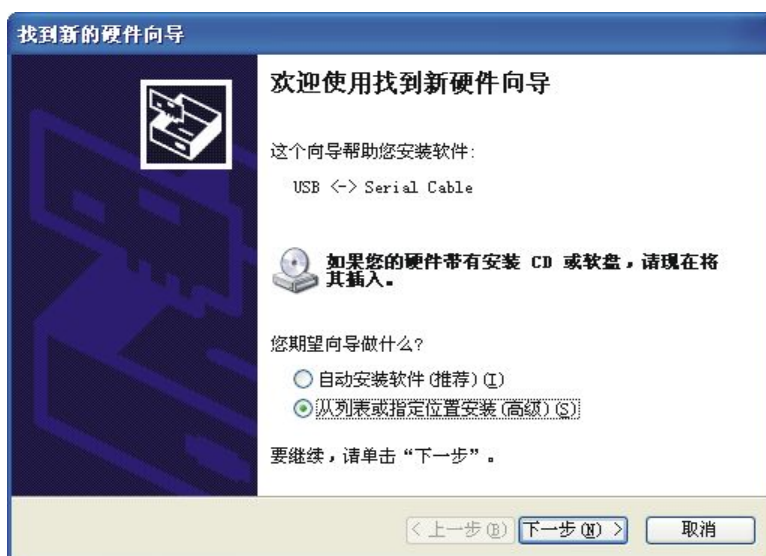 找到新的硬件向导
欢迎使用找到新硬件向导
这个向导帮助您安装软件:
USB <-> Serial Cable
如果您的硬件带有安装 CD 或软盘，请现在将
其插入。
您期望向导做什么?
自动安装软件(推荐)(I)
从列表或指定位置安装(高级)(S)
要继续，请单击“下一步”。
< 上一步(B)
下一步(N) >
取消